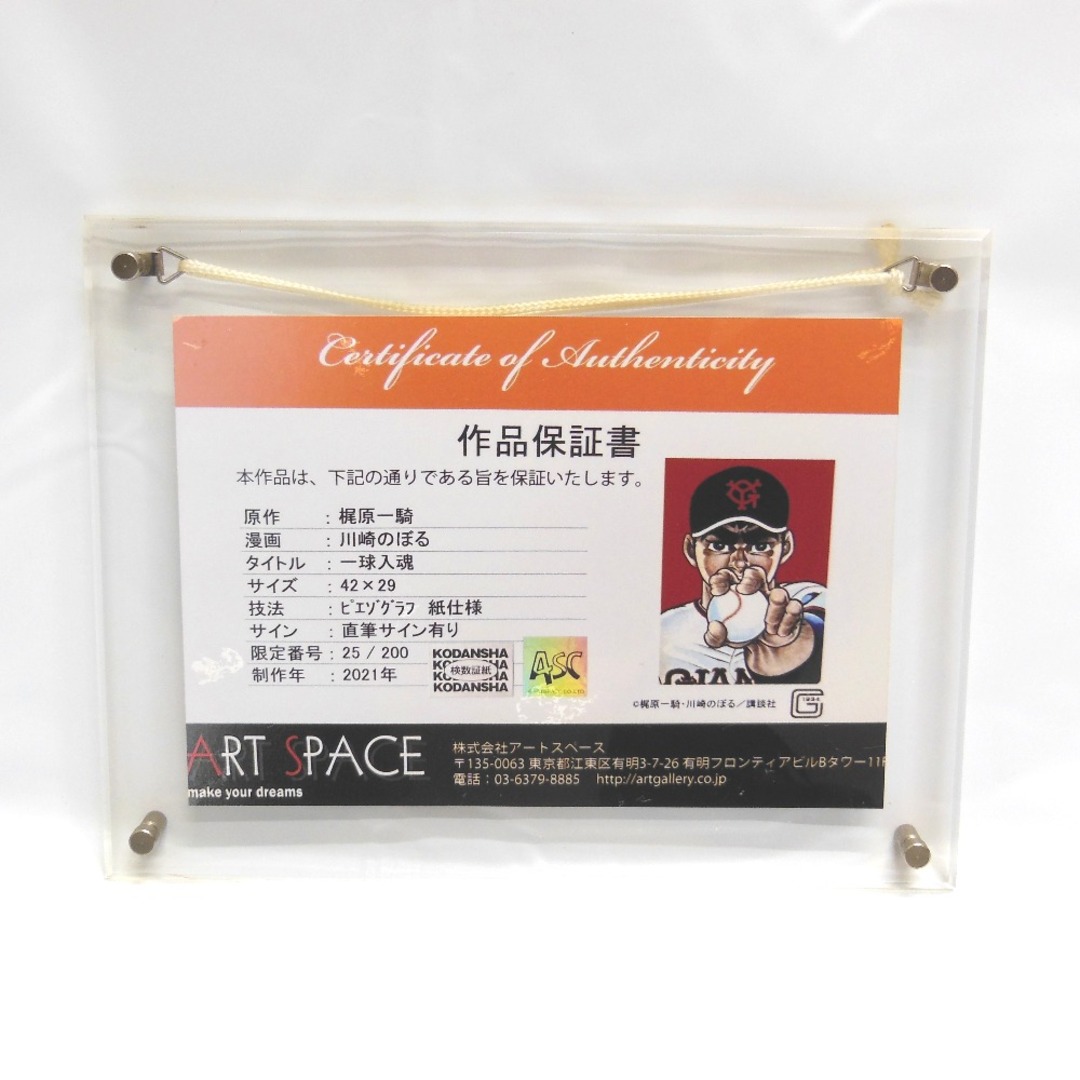 Certificate of Authenticity
作品保証書
本作品は、下記の通りである旨を保証いたします。
原作 : 梶原一騎
漫画 : 川崎のぼる
タイトル : 一球入魂
サイズ : 42×29
技法 : ﾋﾟｴｿﾞｸﾞﾗﾌ 紙仕様
サイン : 直筆サイン有り
限定番号 : 25 / 200
制作年 : 2021年
KODANSHA
検数証紙
KODANSHA
ASC
YG
GIAN
©梶原一騎・川崎のぼる／講談社
G 1934
ART SPACE
make your dreams
株式会社アートスペース
〒135-0063 東京都江東区有明3-7-26 有明フロンティアビルBタワー11F
電話：03-6379-8885 http://artgallery.co.jp